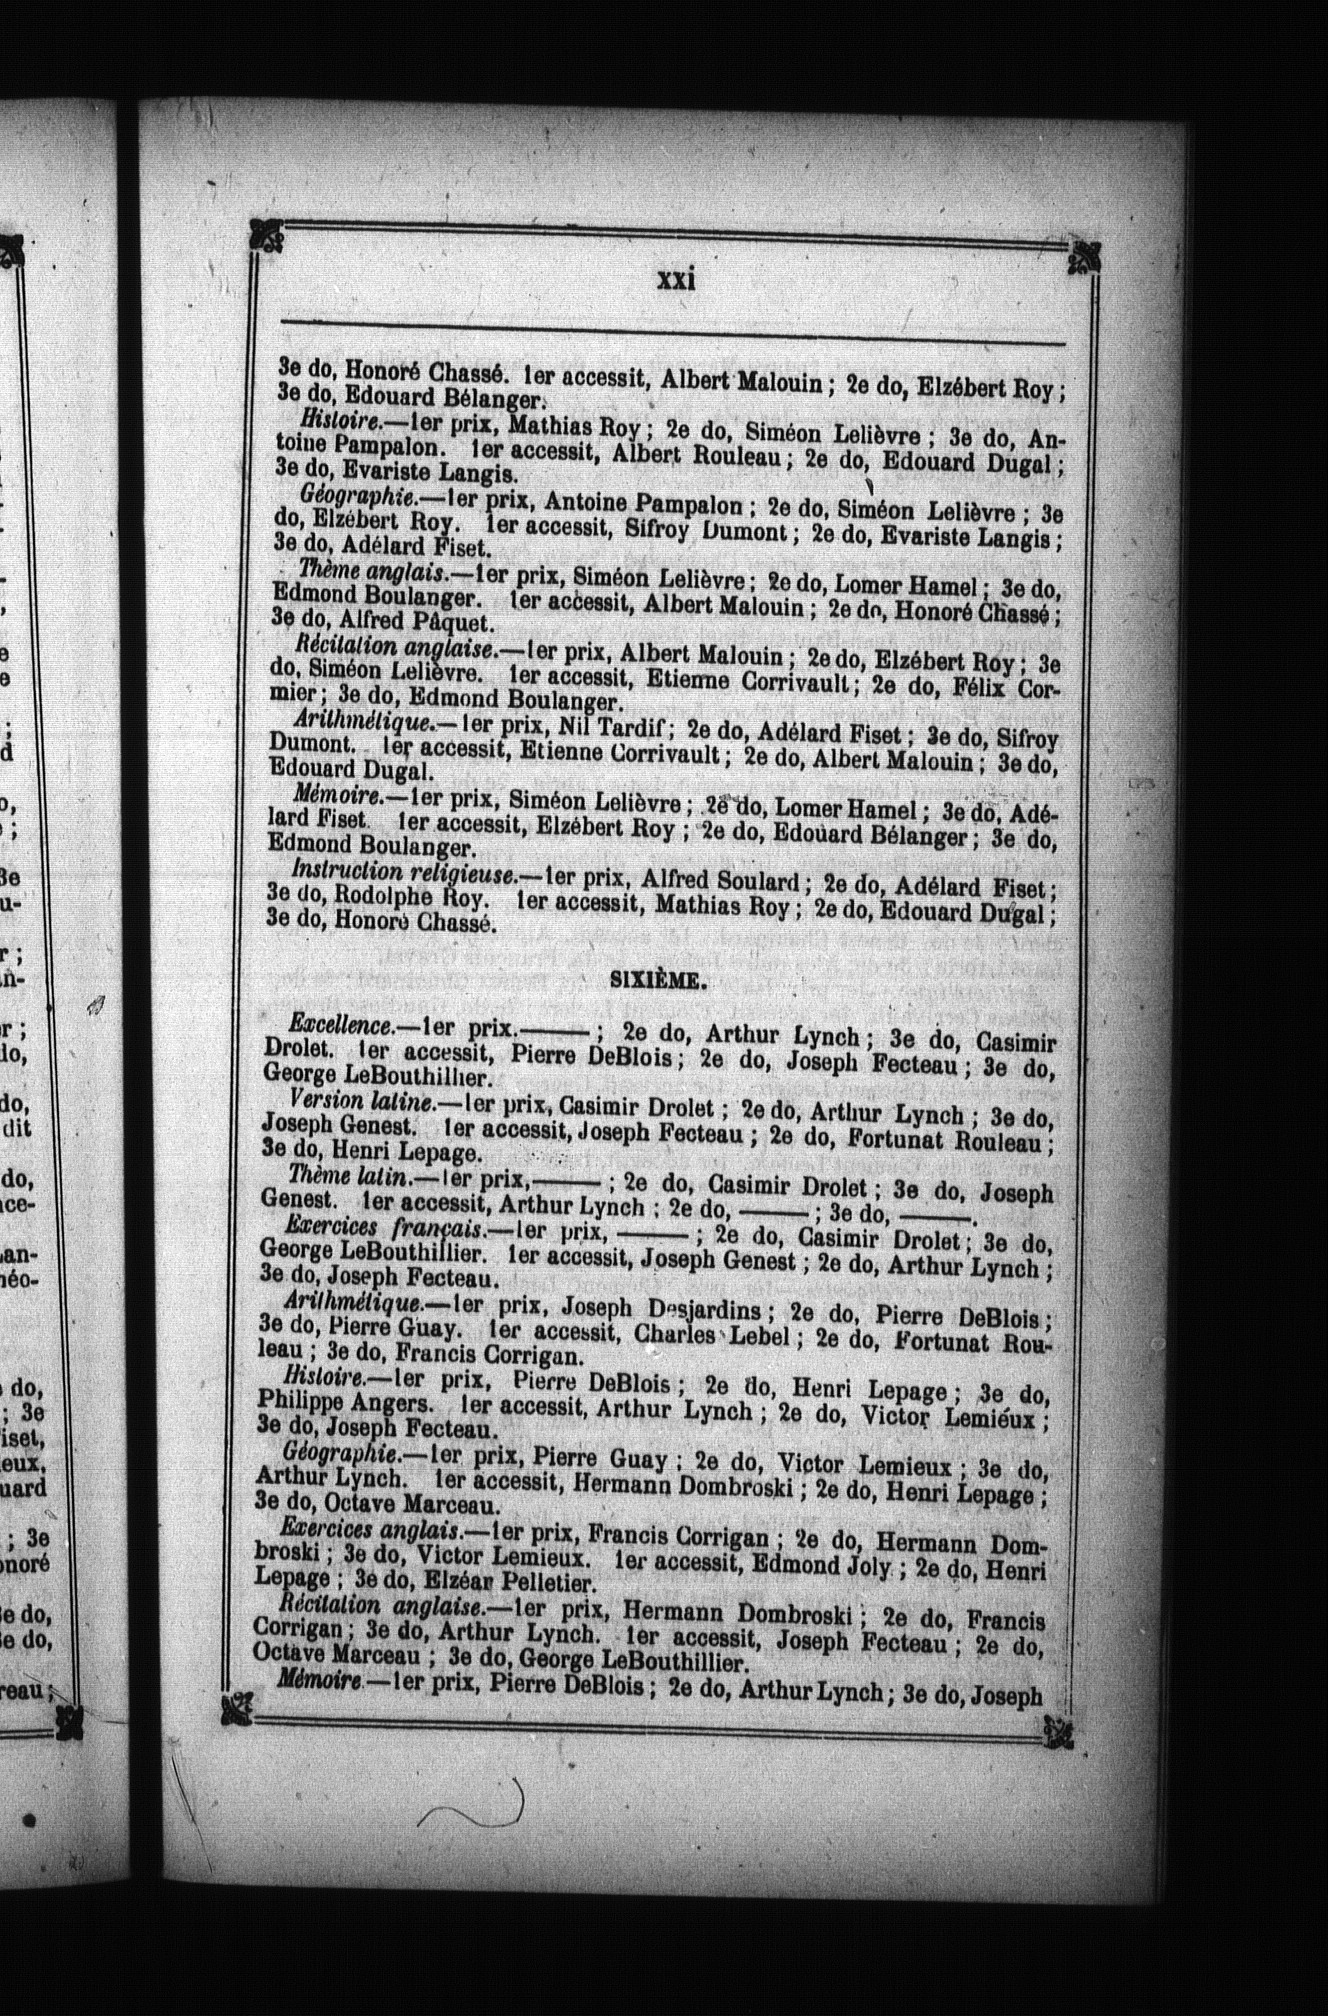 xxi
3e do, Honoré Chassé. 1er accessit, Albert Malouin ; 2e do, Elzébert Roy ;
3e do, Edouard Bélanger.
Histoire.—1er prix, Mathias Roy ; 2e do, Siméon Lelièvre ; 3e do, An-
toine Pampalon. 1er accessit, Albert Rouleau ; 2e do, Edouard Dugal ;
3e do, Evariste Langis.
Géographie.—1er prix, Antoine Pampalon ; 2e do, Siméon Lelièvre ; 3e
do, Elzébert Roy. 1er accessit, Sifroy Dumont ; 2e do, Evariste Langis ;
3e do, Adélard Fiset.
Thème anglais.—1er prix, Siméon Lelièvre ; 2e do, Lomer Hamel ; 3e do,
Edmond Boulanger. 1er accessit, Albert Malouin ; 2e do, Honoré Chassé ;
3e do, Alfred Pâquet.
Récitation anglaise.—1er prix, Albert Malouin ; 2e do, Elzébert Roy ; 3e
do, Siméon Lelièvre. 1er accessit, Etienne Corrivault ; 2e do, Félix Cor-
mier ; 3e do, Edmond Boulanger.
Arithmétique.—1er prix, Nil Tardif ; 2e do, Adélard Fiset ; 3e do, Sifroy
Dumont. 1er accessit, Etienne Corrivault ; 2e do, Albert Malouin ; 3e do,
Edouard Dugal.
Mémoire.—1er prix, Siméon Lelièvre ; 2e do, Lomer Hamel ; 3e do, Adé-
lard Fiset. 1er accessit, Elzébert Roy ; 2e do, Edouard Bélanger ; 3e do,
Edmond Boulanger.
Instruction religieuse.—1er prix, Alfred Soulard ; 2e do, Adélard Fiset ;
3e do, Rodolphe Roy. 1er accessit, Mathias Roy ; 2e do, Edouard Dugal ;
3e do, Honoré Chassé.
SIXIÈME.
Excellence.—1er prix.——— ; 2e do, Arthur Lynch ; 3e do, Casimir
Drolet. 1er accessit, Pierre DeBlois ; 2e do, Joseph Fecteau ; 3e do,
George LeBouthillier.
Version latine.—1er prix, Casimir Drolet ; 2e do, Arthur Lynch ; 3e do,
Joseph Genest. 1er accessit, Joseph Fecteau ; 2e do, Fortunat Rouleau ;
3e do, Henri Lepage.
Thème latin.—1er prix,——— ; 2e do, Casimir Drolet ; 3e do, Joseph
Genest. 1er accessit, Arthur Lynch ; 2e do, ——— ; 3e do, ———.
Exercices français.—1er prix, ——— ; 2e do, Casimir Drolet ; 3e do,
George LeBouthillier. 1er accessit, Joseph Genest ; 2e do, Arthur Lynch ;
3e do, Joseph Fecteau.
Arithmétique.—1er prix, Joseph Desjardins ; 2e do, Pierre DeBlois ;
3e do, Pierre Guay. 1er accessit, Charles Lebel ; 2e do, Fortunat Rou-
leau ; 3e do, Francis Corrigan.
Histoire.—1er prix, Pierre DeBlois ; 2e do, Henri Lepage ; 3e do,
Philippe Angers. 1er accessit, Arthur Lynch ; 2e do, Victor Lemieux ;
3e do, Joseph Fecteau.
Géographie.—1er prix, Pierre Guay ; 2e do, Victor Lemieux ; 3e do,
Arthur Lynch. 1er accessit, Hermann Dombroski ; 2e do, Henri Lepage ;
3e do, Octave Marceau.
Exercices anglais.—1er prix, Francis Corrigan ; 2e do, Hermann Dom-
broski ; 3e do, Victor Lemieux. 1er accessit, Edmond Joly ; 2e do, Henri
Lepage ; 3e do, Elzéar Pelletier.
Récitation anglaise.—1er prix, Hermann Dombroski ; 2e do, Francis
Corrigan ; 3e do, Arthur Lynch. 1er accessit, Joseph Fecteau ; 2e do,
Octave Marceau ; 3e do, George LeBouthillier.
Mémoire.—1er prix, Pierre DeBlois ; 2e do, Arthur Lynch ; 3e do, Joseph